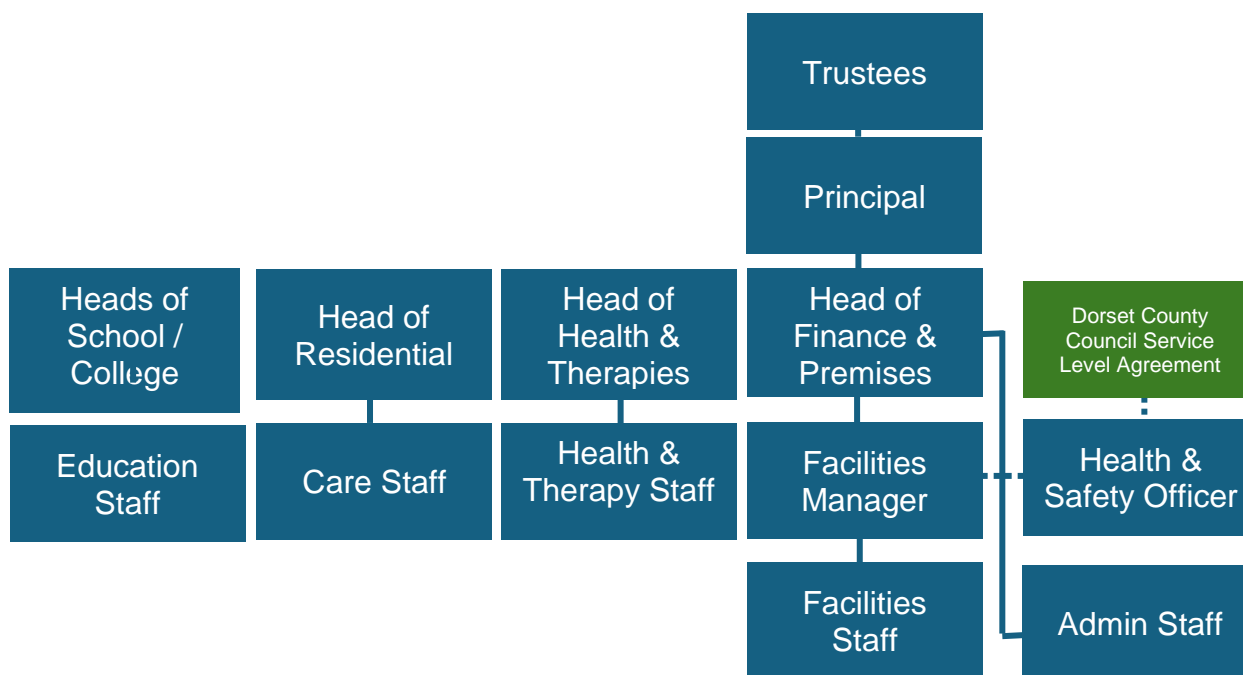 Trustees
Principal
Heads of
School /
College
Head of
Residential
Head of
Health &
Therapies
Head of
Finance &
Premises
Dorset County
Council Service
Level Agreement
Education
Staff
Care Staff
Health &
Therapy Staff
Facilities
Manager
Health &
Safety Officer
Facilities
Staff
Admin Staff